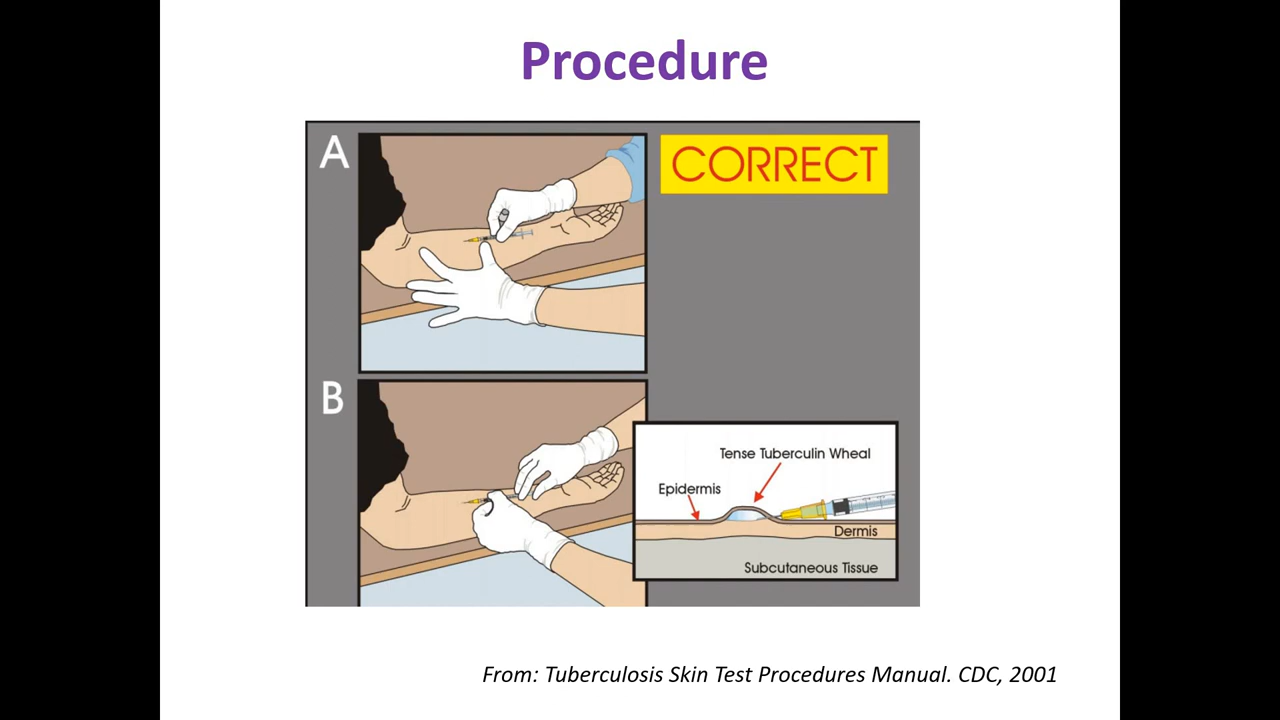 Procedure
A
CORRECT
B
Tense Tuberculin Wheal
Epidermis
Dermis
Subcutaneous Tissue
From: Tuberculosis Skin Test Procedures Manual. CDC, 2001